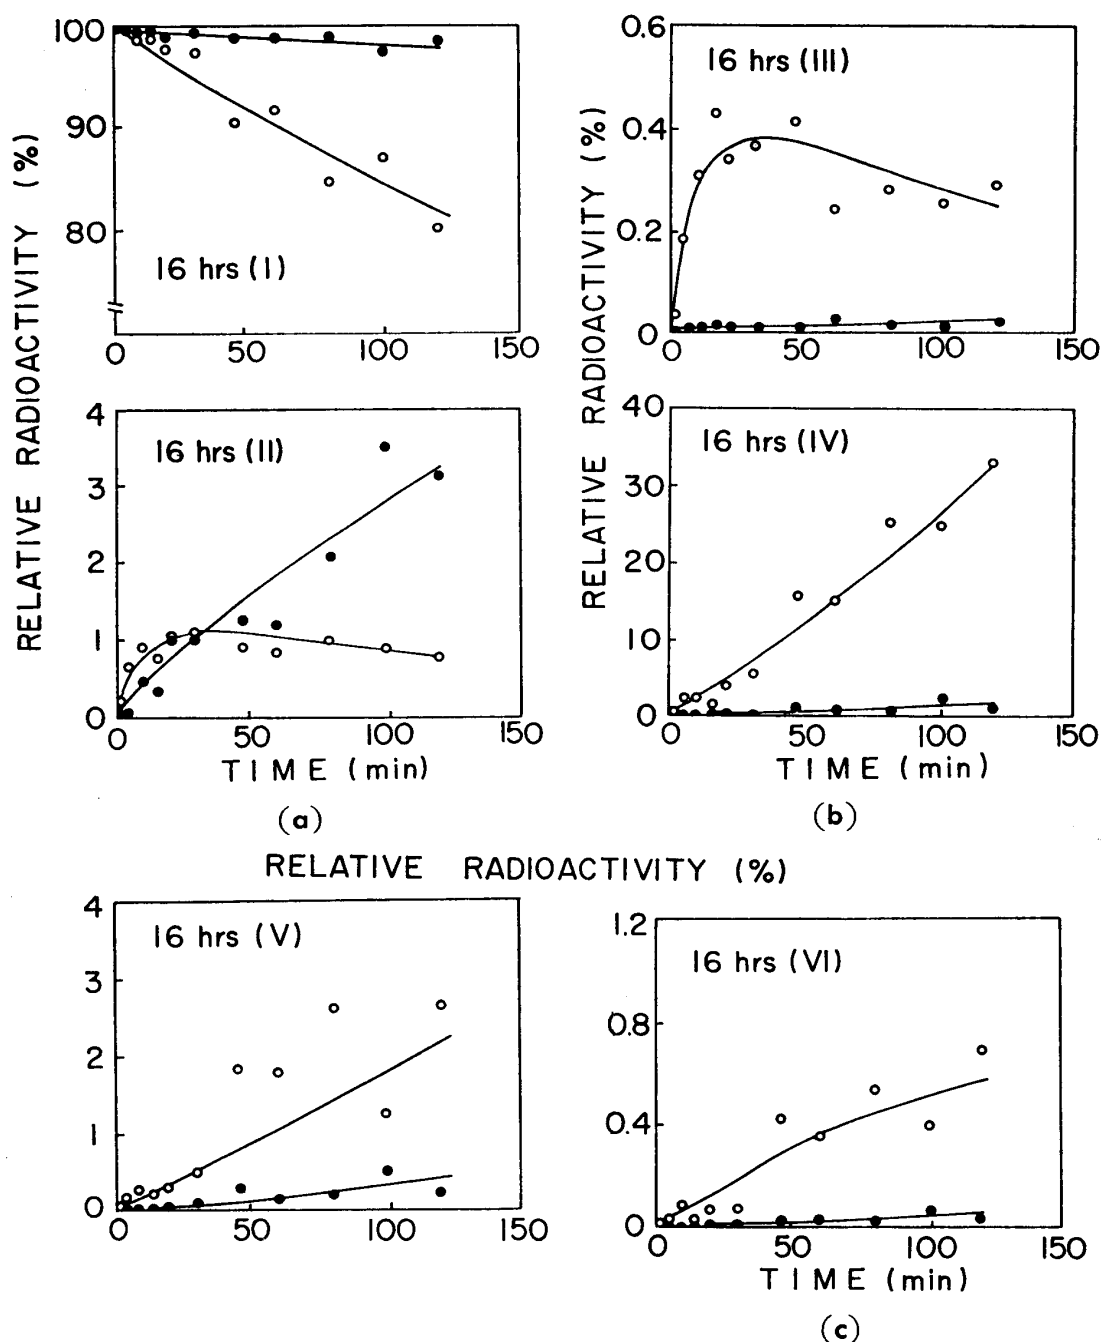 RELATIVE RADIOACTIVITY (%)
100
90
80
16 hrs (I)
0 50 100 150
4
3
2
1
0
16 hrs (II)
0 50 100 150
TIME (min)
(a)
RELATIVE RADIOACTIVITY (%)
0.6
0.4
0.2
0
16 hrs (III)
0 50 100 150
40
30
20
10
0
16 hrs (IV)
0 50 100 150
TIME (min)
(b)
RELATIVE RADIOACTIVITY (%)
4
3
2
1
0
16 hrs (V)
0 50 100 150
1.2
0.8
0.4
0
16 hrs (VI)
0 50 100 150
TIME (min)
(c)